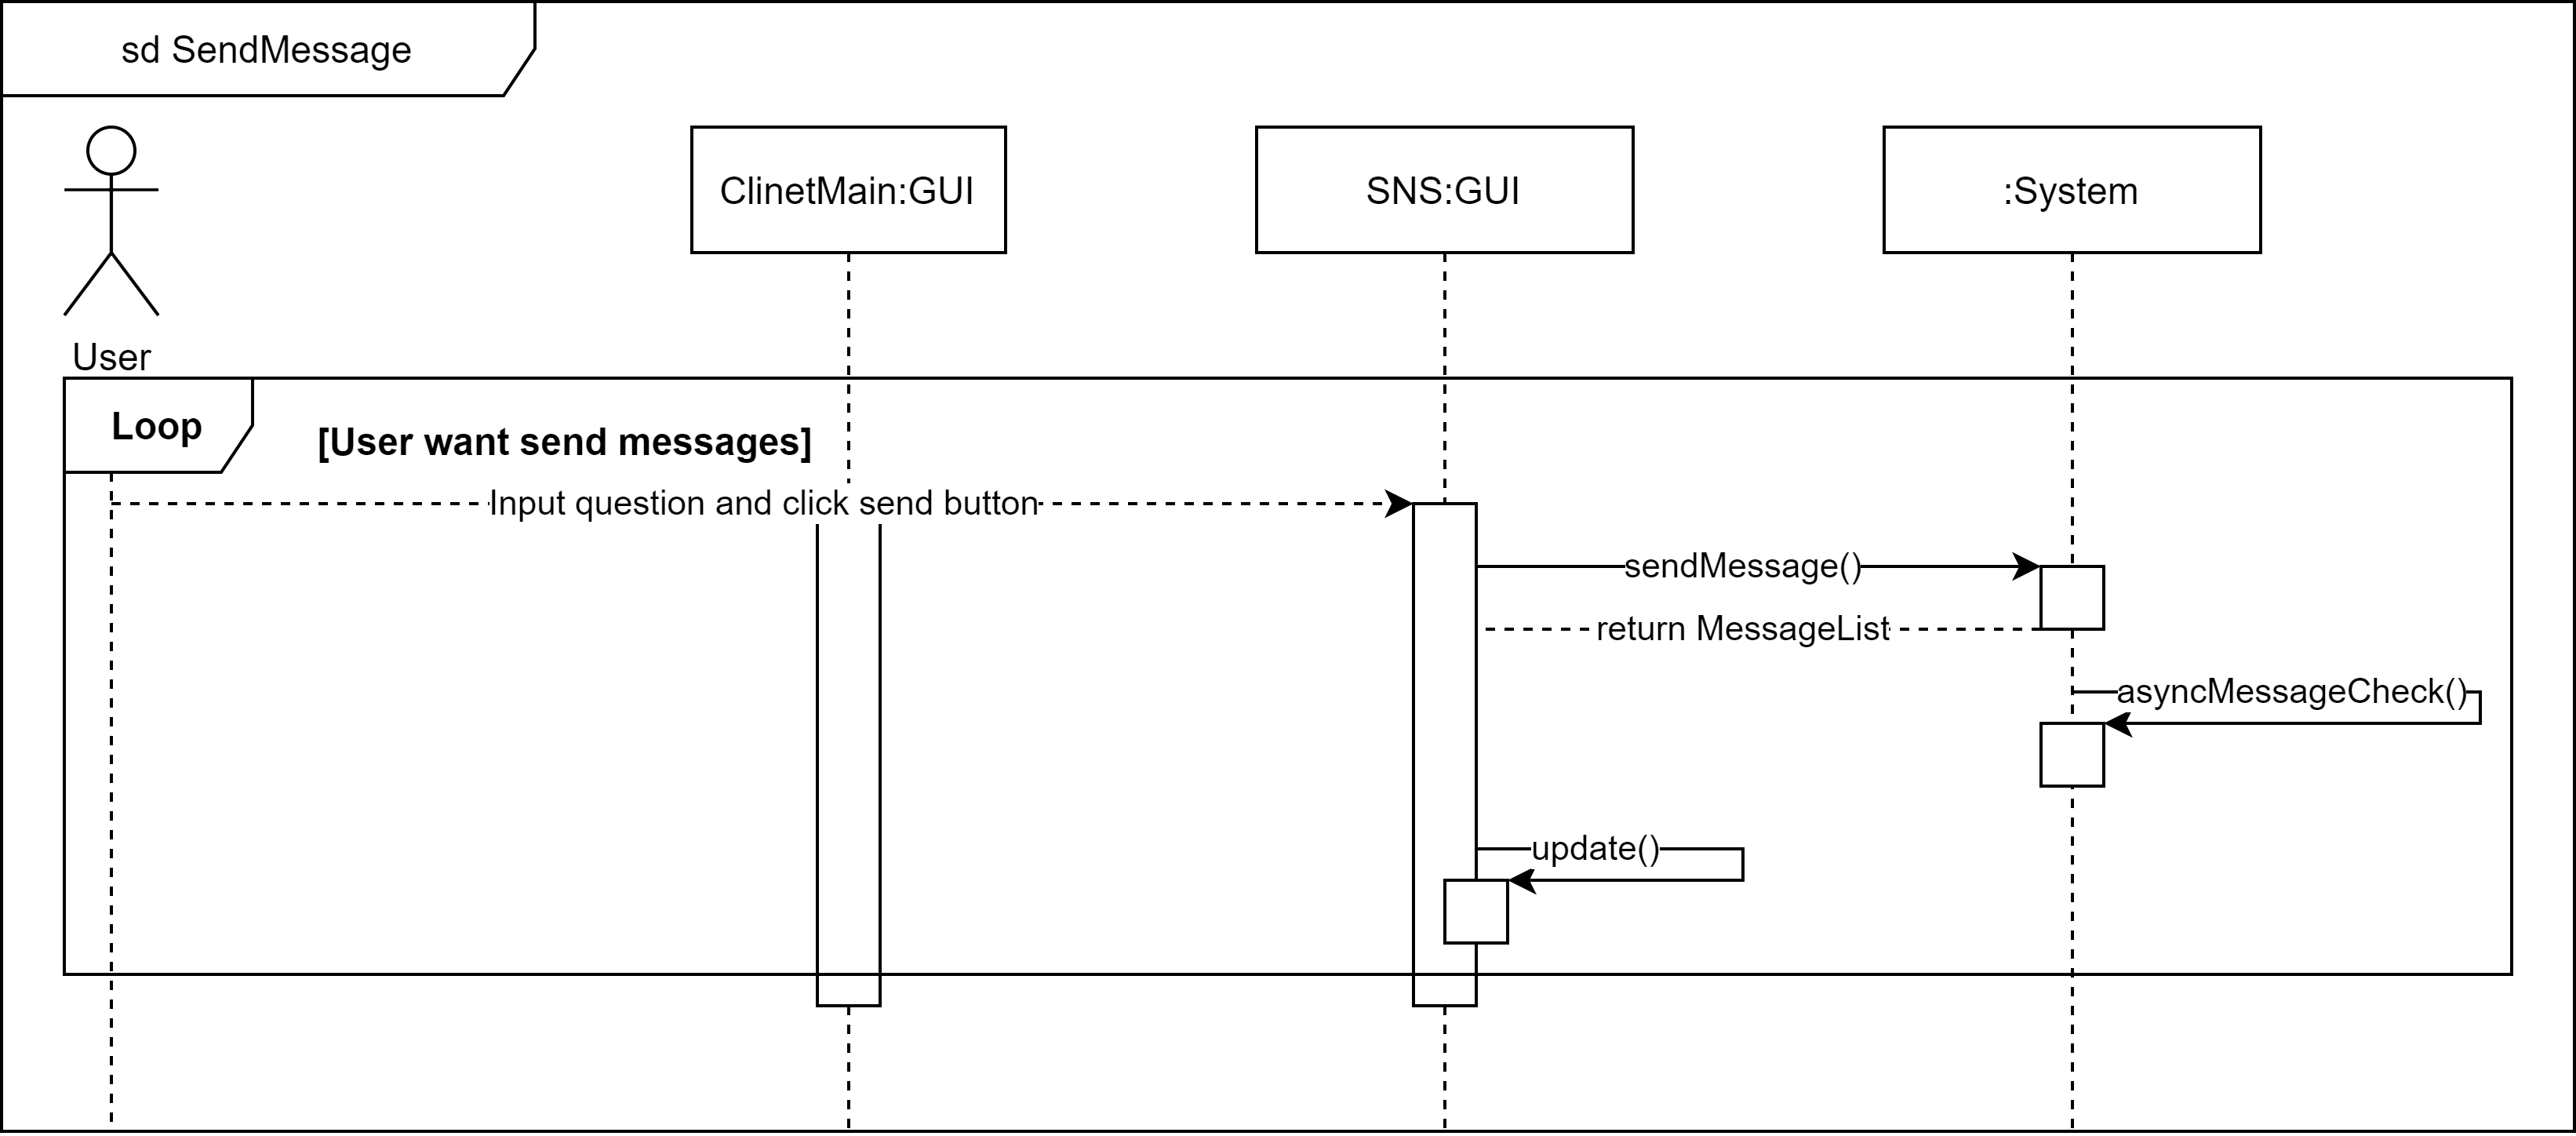 sd SendMessage
ClinetMain:GUI
SNS:GUI
:System
User
Loop
[User want send messages]
Input question and click send button
sendMessage()
return MessageList
asyncMessageCheck()
update()